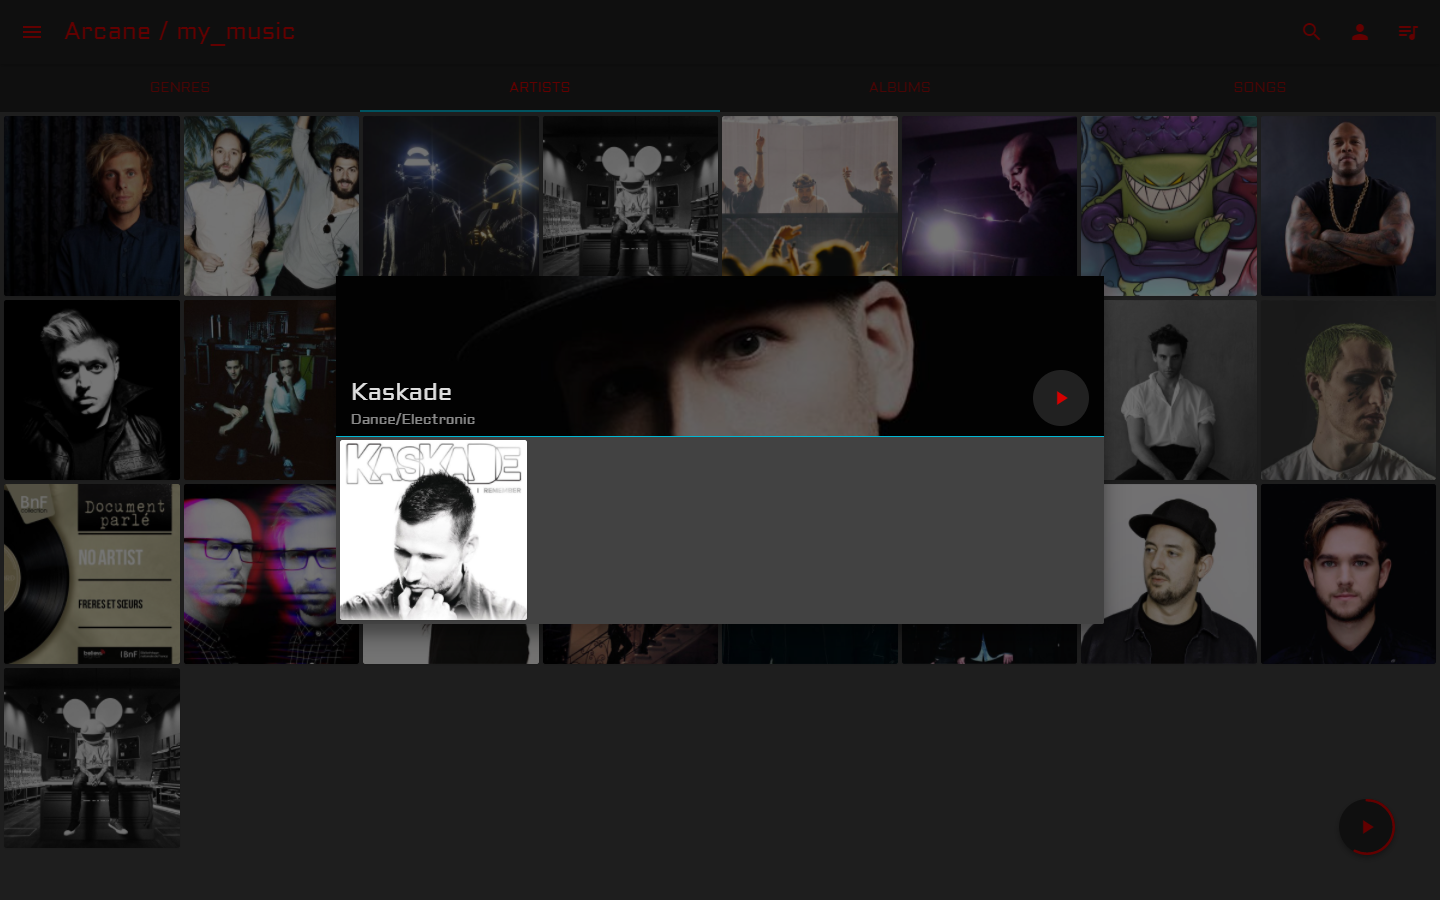 Arcane / my_music
GENRES
ARTISTS
ALBUMS
SONGS
Kaskade
Dance/Electronic
KASKADE
I REMEMBER
BnF
Document
parlé
NO ARTIST
FRERES ET SŒURS
BnF